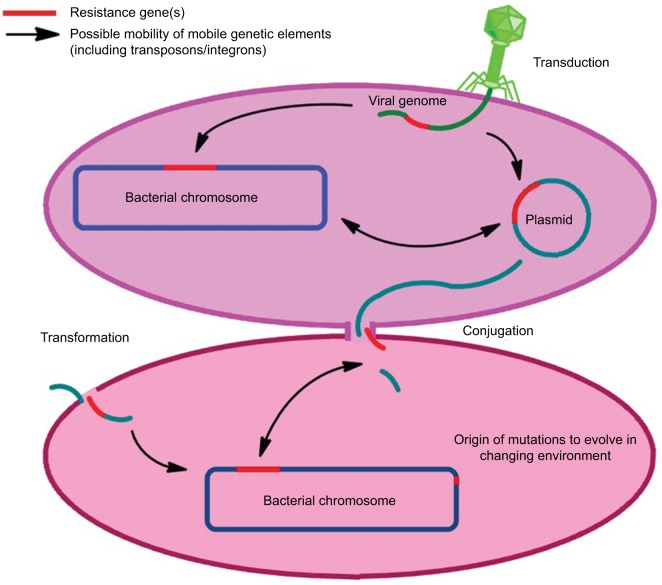 Resistance gene(s)
Possible mobility of mobile genetic elements
(including transposons/integrons)
Transduction
Viral genome
Bacterial chromosome
Plasmid
Transformation
Conjugation
Origin of mutations to evolve in
changing environment
Bacterial chromosome